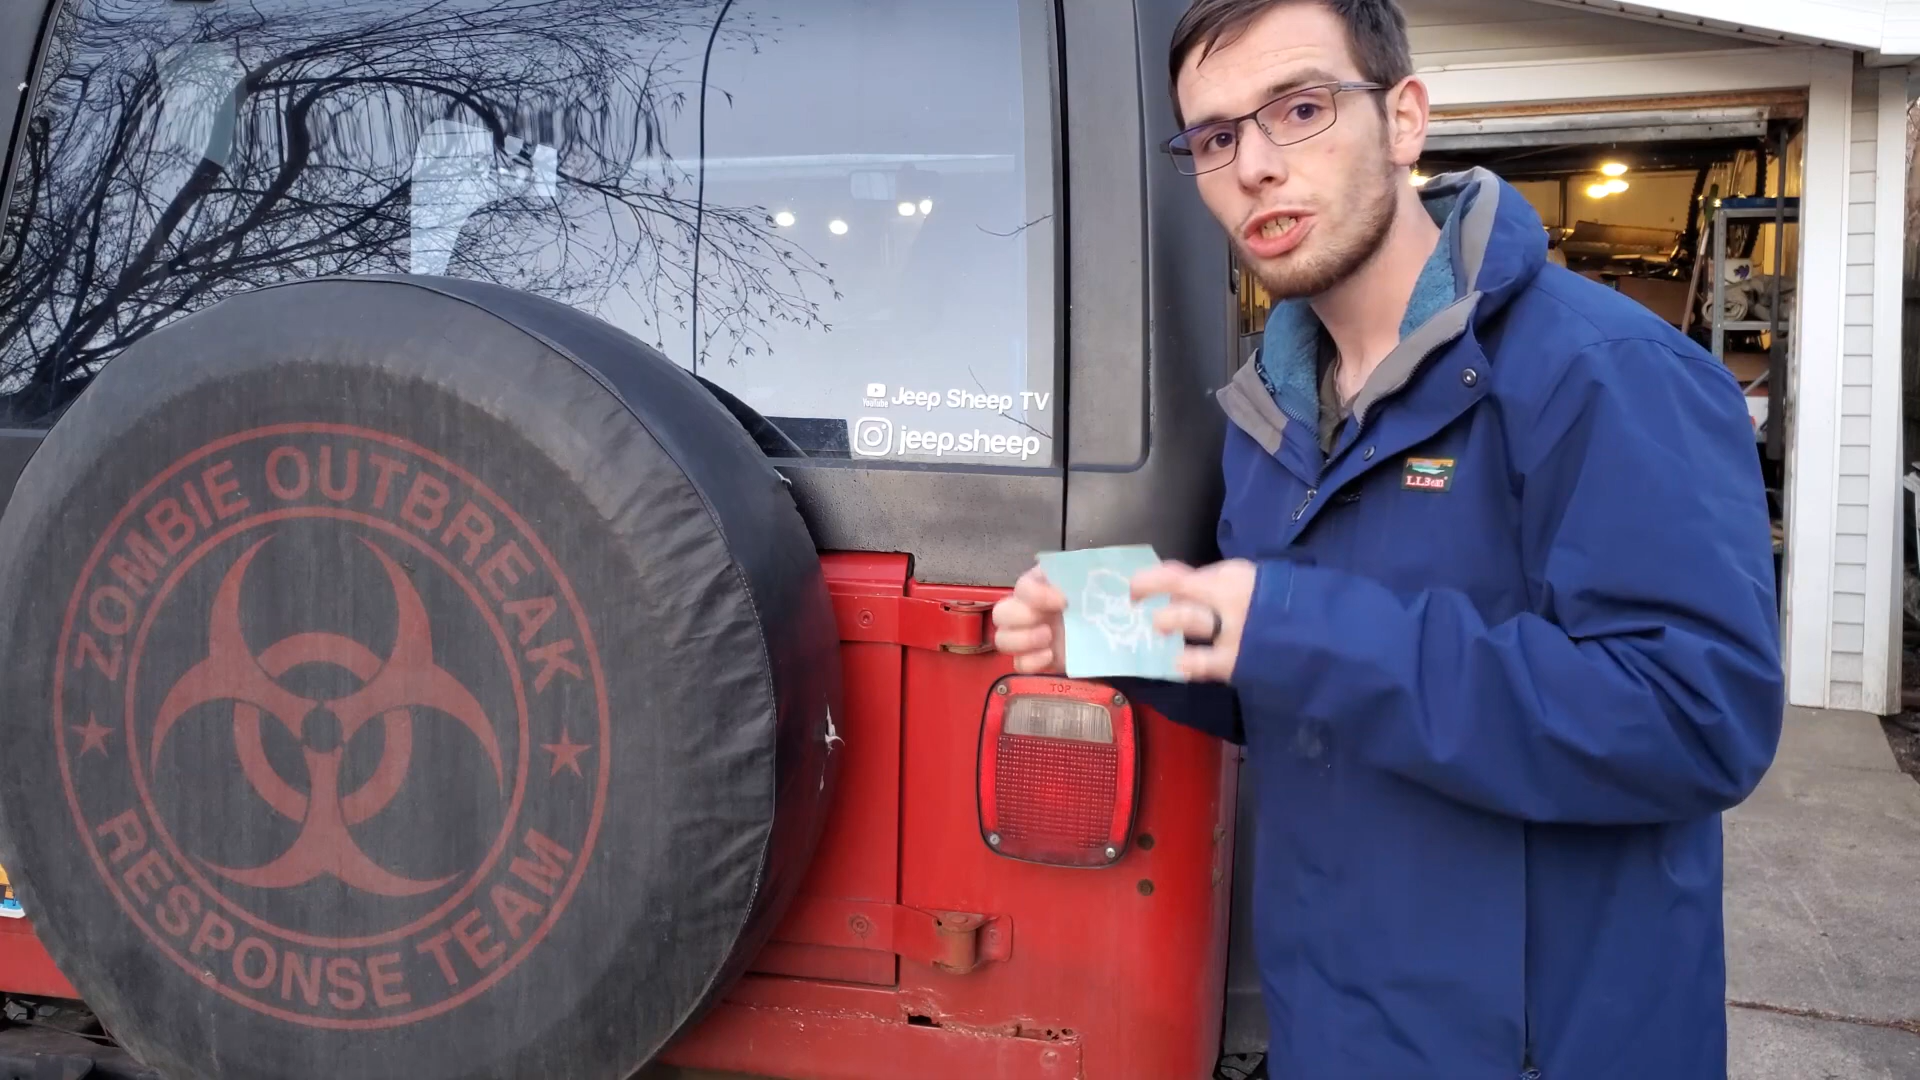 YouTube Jeep Sheep TV
jeep.sheep
L.L.Bean
ZOMBIE OUTBREAK
RESPONSE TEAM
TOP